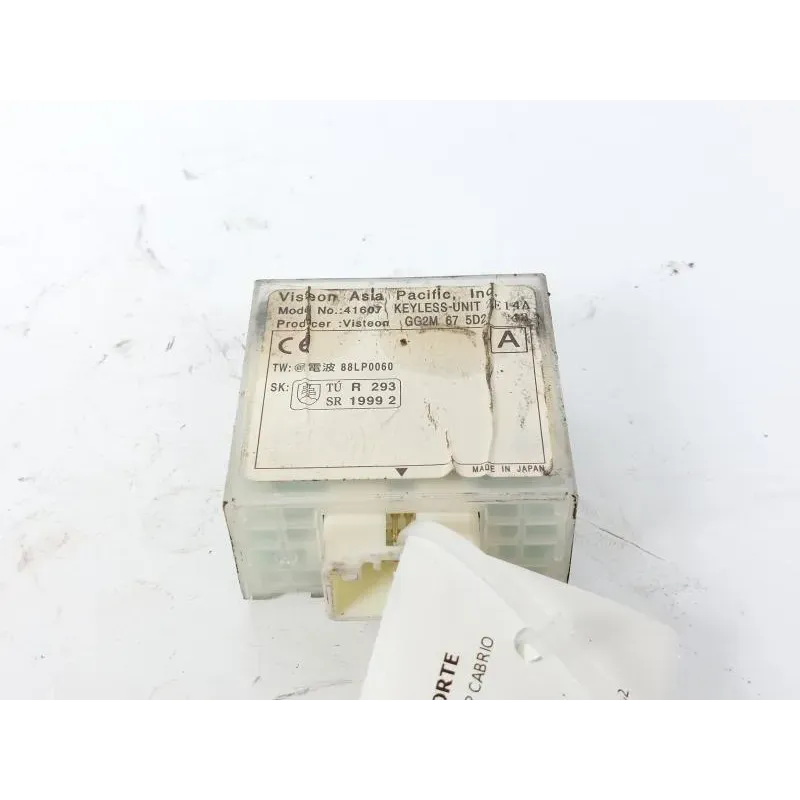 Visteon Asia Pacific, Inc.
Model No.:41607 KEYLESS-UNIT E14A
Producer :Visteon GG2M 67 5D2
CE A
TW: 電波 88LP0060
SK: TÚ R 293
SR 1999 2
MADE IN JAPAN
ORTE
P CABRIO